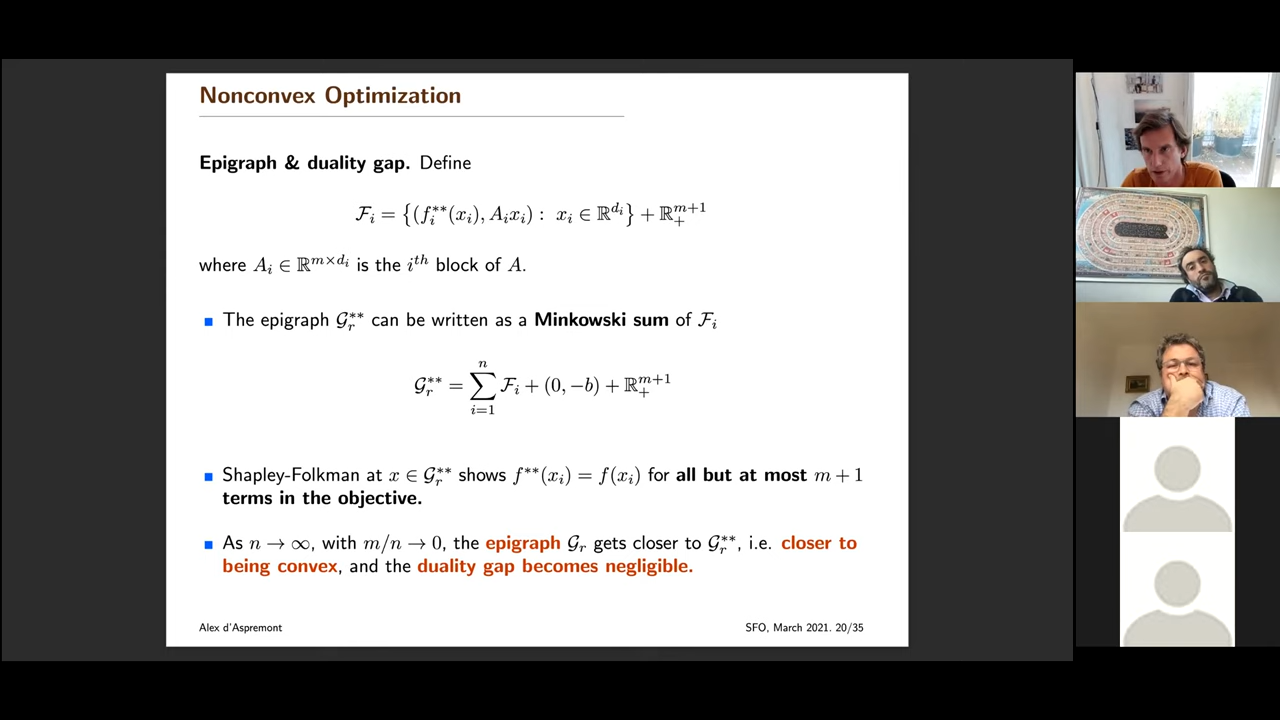 Nonconvex Optimization
Epigraph & duality gap. Define
ℱᵢ = {(fᵢ**(xᵢ), Aᵢxᵢ) : xᵢ ∈ ℝ^{dᵢ}} + ℝ₊^{m+1}
where Aᵢ ∈ ℝ^{m×dᵢ} is the i^{th} block of A.
■ The epigraph 𝒢ᵣ** can be written as a Minkowski sum of ℱᵢ
𝒢ᵣ** = ∑_{i=1}^{n} ℱᵢ + (0, −b) + ℝ₊^{m+1}
■ Shapley-Folkman at x ∈ 𝒢ᵣ** shows f**(xᵢ) = f(xᵢ) for all but at most m + 1
terms in the objective.
■ As n → ∞, with m/n → 0, the epigraph 𝒢ᵣ gets closer to 𝒢ᵣ**, i.e. closer to
being convex, and the duality gap becomes negligible.
Alex d'Aspremont
SFO, March 2021. 20/35